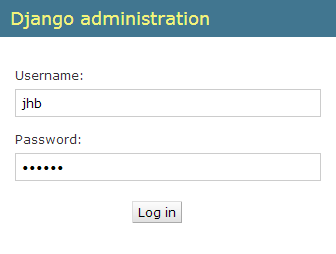 Django administration
Username:
jhb
Password:
••••••
Log in